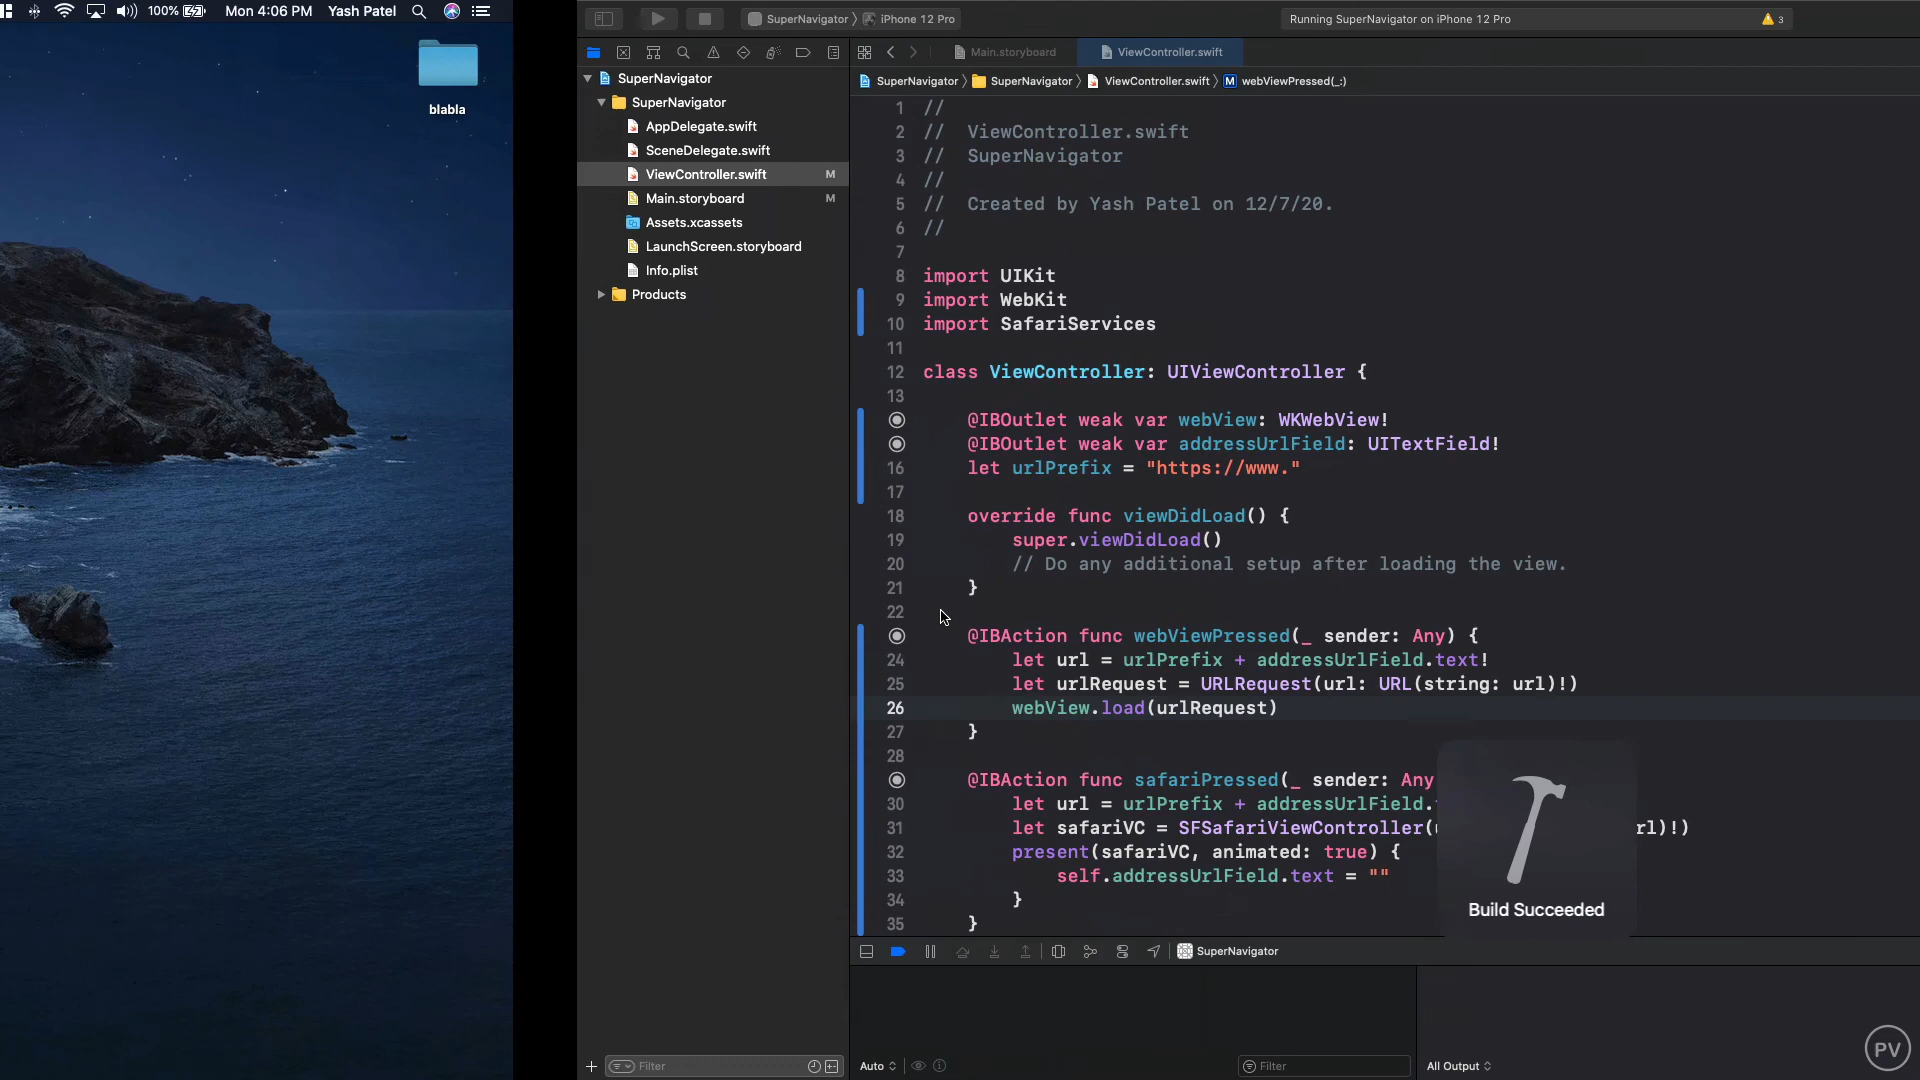 100% Mon 4:06 PM Yash Patel
blabla
SuperNavigator iPhone 12 Pro Running SuperNavigator on iPhone 12 Pro 3
Main.storyboard ViewController.swift
SuperNavigator SuperNavigator ViewController.swift M webViewPressed(_:)
SuperNavigator
SuperNavigator
AppDelegate.swift
SceneDelegate.swift
ViewController.swift M
Main.storyboard M
Assets.xcassets
LaunchScreen.storyboard
Info.plist
Products
1 //
2 // ViewController.swift
3 // SuperNavigator
4 //
5 // Created by Yash Patel on 12/7/20.
6 //
7
8 import UIKit
9 import WebKit
10 import SafariServices
11
12 class ViewController: UIViewController {
13
@IBOutlet weak var webView: WKWebView!
@IBOutlet weak var addressUrlField: UITextField!
16 let urlPrefix = "https://www."
17
18 override func viewDidLoad() {
19 super.viewDidLoad()
20 // Do any additional setup after loading the view.
21 }
22
@IBAction func webViewPressed(_ sender: Any) {
24 let url = urlPrefix + addressUrlField.text!
25 let urlRequest = URLRequest(url: URL(string: url)!)
26 webView.load(urlRequest)
27 }
28
@IBAction func safariPressed(_ sender: Any
30 let url = urlPrefix + addressUrlField.
31 let safariVC = SFSafariViewController( rl)!)
32 present(safariVC, animated: true) {
33 self.addressUrlField.text = ""
34 }
35 }
Build Succeeded
SuperNavigator
Filter
Auto
Filter
All Output
PV